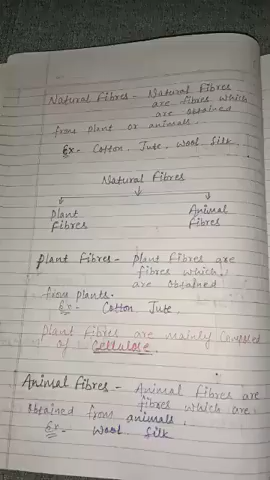 Natural Fibres - Natural Fibres
are fibres which
are obtained
from plant or animals.
Ex- Cotton, Jute, Wool Silk.
Natural Fibres
Plant Animal
Fibres Fibres
Plant Fibres - Plant Fibres are
fibres which
are obtained
from plants.
Ex- Cotton Jute.
Plant Fibres are mainly Composed
of Cellulose.
Animal Fibres - Animal Fibres are
fibres which are
obtained from animals.
Ex- Wool Silk